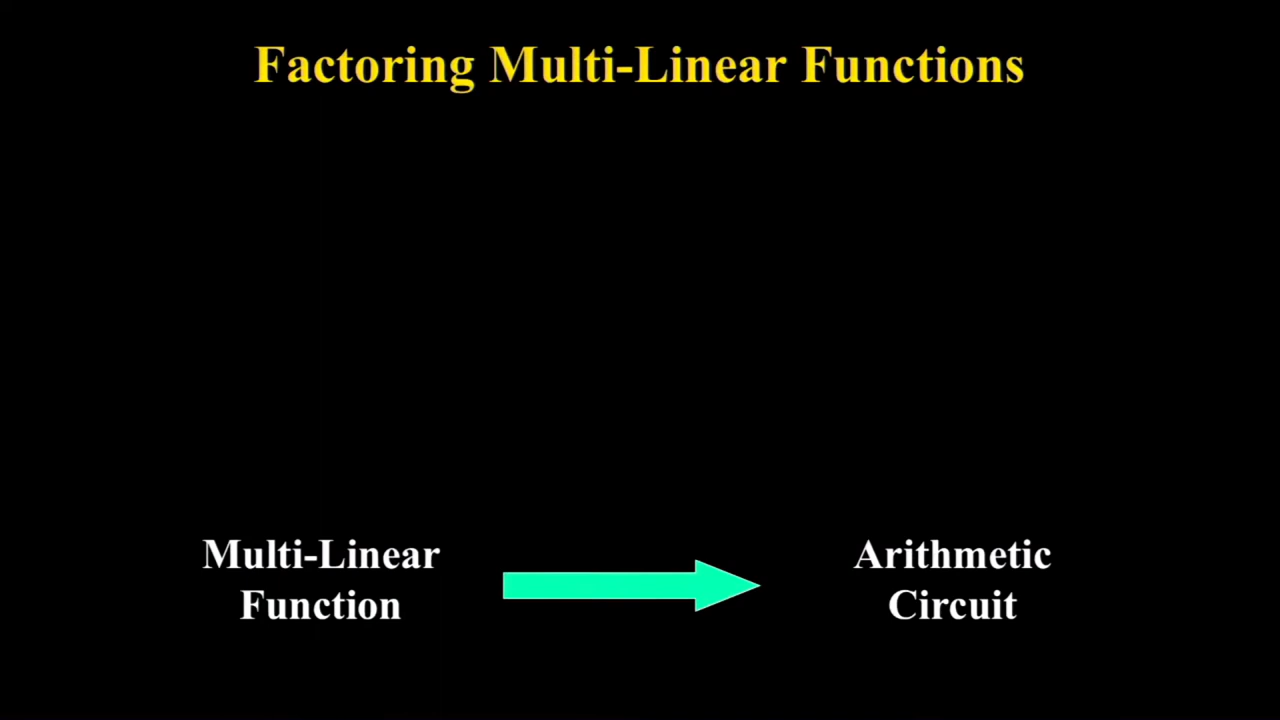 Factoring Multi-Linear Functions
Multi-Linear
Function
Arithmetic
Circuit